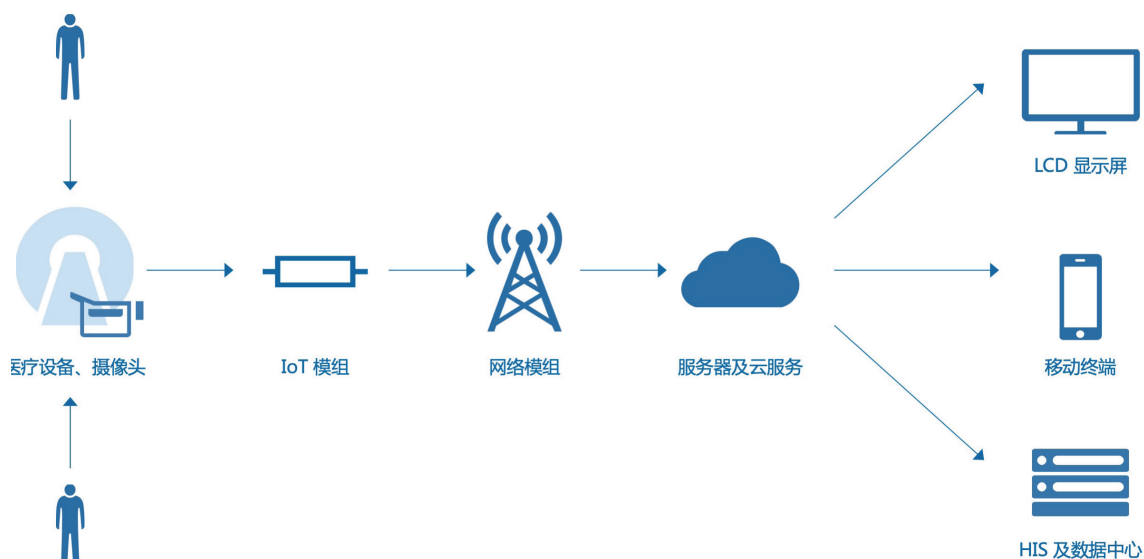 LCD 显示屏
医疗设备、摄像头
IoT 模组
网络模组
服务器及云服务
移动终端
HIS 及数据中心